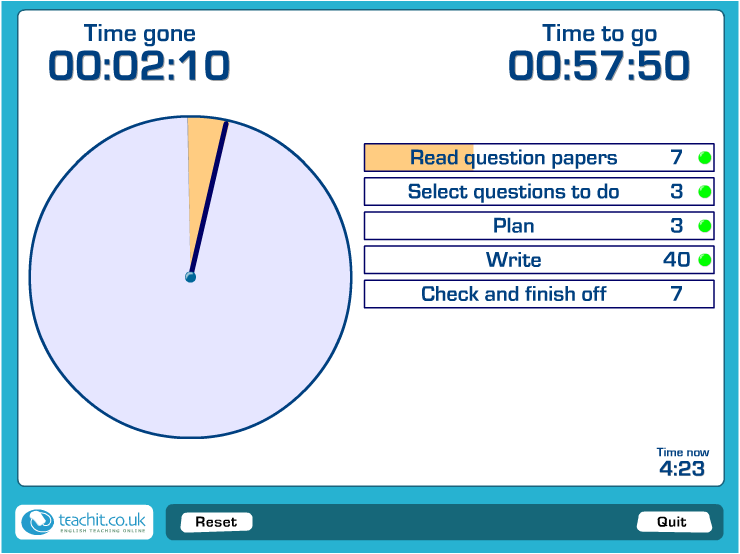 Time gone
00:02:10
Time to go
00:57:50
Read question papers 7
Select questions to do 3
Plan 3
Write 40
Check and finish off 7
Time now
4:23
teachit.co.uk
ENGLISH TEACHING ONLINE
Reset
Quit